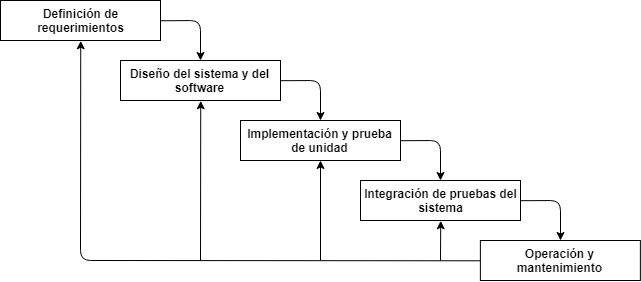 Definición de
requerimientos
Diseño del sistema y del
software
Implementación y prueba
de unidad
Integración de pruebas del
sistema
Operación y
mantenimiento